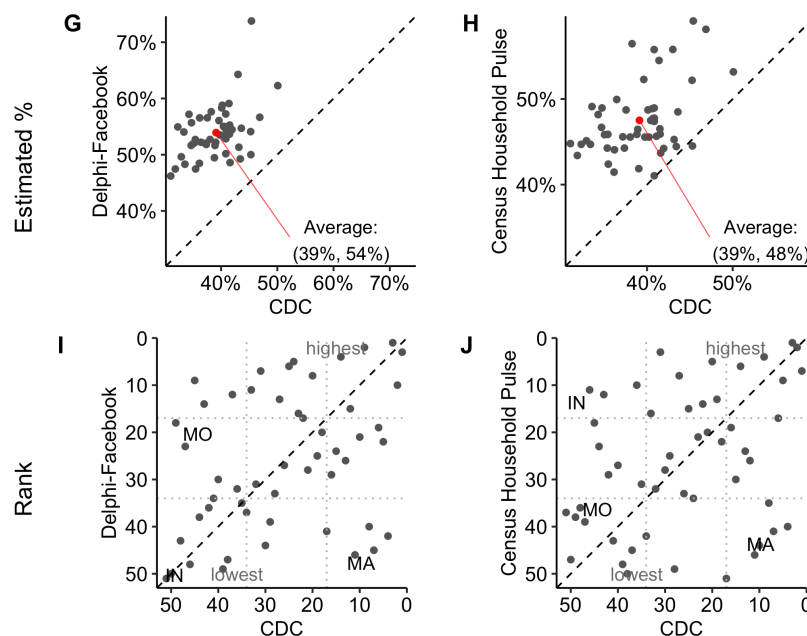 G
Estimated %
Delphi-Facebook
70%
60%
50%
40%
Average:
(39%, 54%)
40% 50% 60% 70%
CDC
H
Census Household Pulse
50%
40%
Average:
(39%, 48%)
40% 50%
CDC
I
Rank
Delphi-Facebook
0
10
20
30
40
50
highest
MO
MA
IN
lowest
50 40 30 20 10 0
CDC
J
Census Household Pulse
0
10
20
30
40
50
highest
IN
MO
MA
lowest
50 40 30 20 10 0
CDC